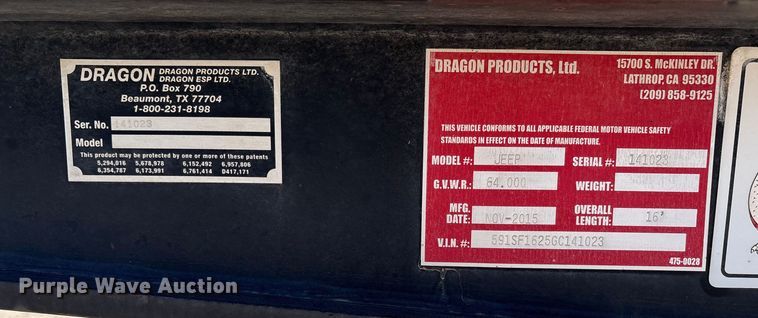 DRAGON DRAGON PRODUCTS LTD.
DRAGON ESP LTD.
P.O. Box 790
Beaumont, TX 77704
1-800-231-8198
Ser. No. 141023
Model
This product may be protected by one or more of these patents
5,294,016 5,678,978 6,152,492 6,957,806
6,354,787 6,173,991 6,761,414 D417,171
DRAGON PRODUCTS, Ltd.
15700 S. McKINLEY DR.
LATHROP, CA 95330
(209) 858-9125
THIS VEHICLE CONFORMS TO ALL APPLICABLE FEDERAL MOTOR VEHICLE SAFETY
STANDARDS IN EFFECT ON THE DATE OF MANUFACTURE.
MODEL #: JEEP SERIAL #: 141023
G.V.W.R.: 64,000 WEIGHT:
MFG. DATE: NOV-2015 OVERALL LENGTH: 16'
V.I.N. #: 591SF1625GC141023
475-0028
Purple Wave Auction